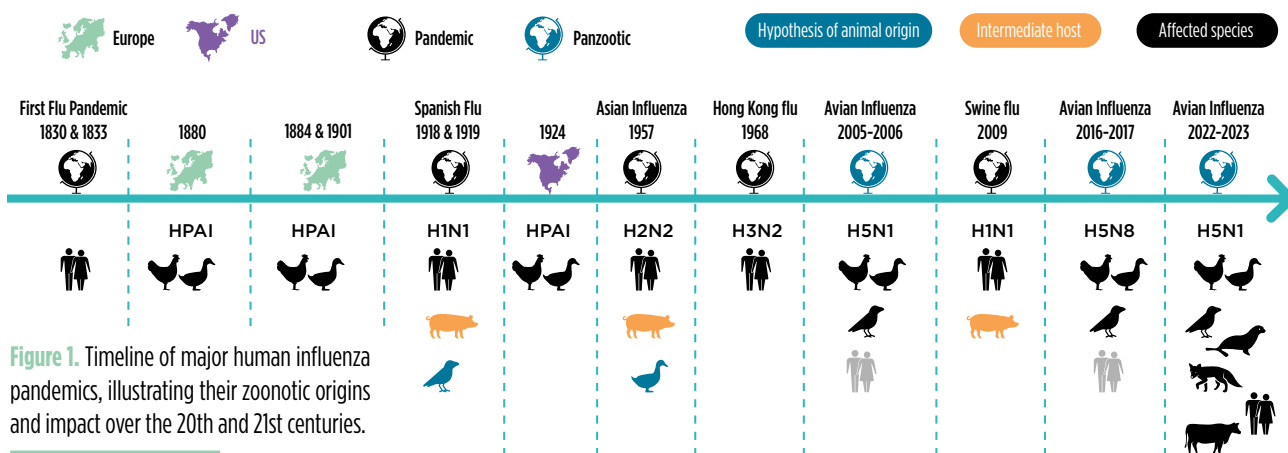 Europe
US
Pandemic
Panzootic
Hypothesis of animal origin
Intermediate host
Affected species
First Flu Pandemic
1830 & 1833
1880
1884 & 1901
Spanish Flu
1918 & 1919
1924
Asian Influenza
1957
Hong Kong flu
1968
Avian Influenza
2005-2006
Swine flu
2009
Avian Influenza
2016-2017
Avian Influenza
2022-2023
HPAI
HPAI
H1N1
HPAI
H2N2
H3N2
H5N1
H1N1
H5N8
H5N1
Figure 1. Timeline of major human influenza
pandemics, illustrating their zoonotic origins
and impact over the 20th and 21st centuries.